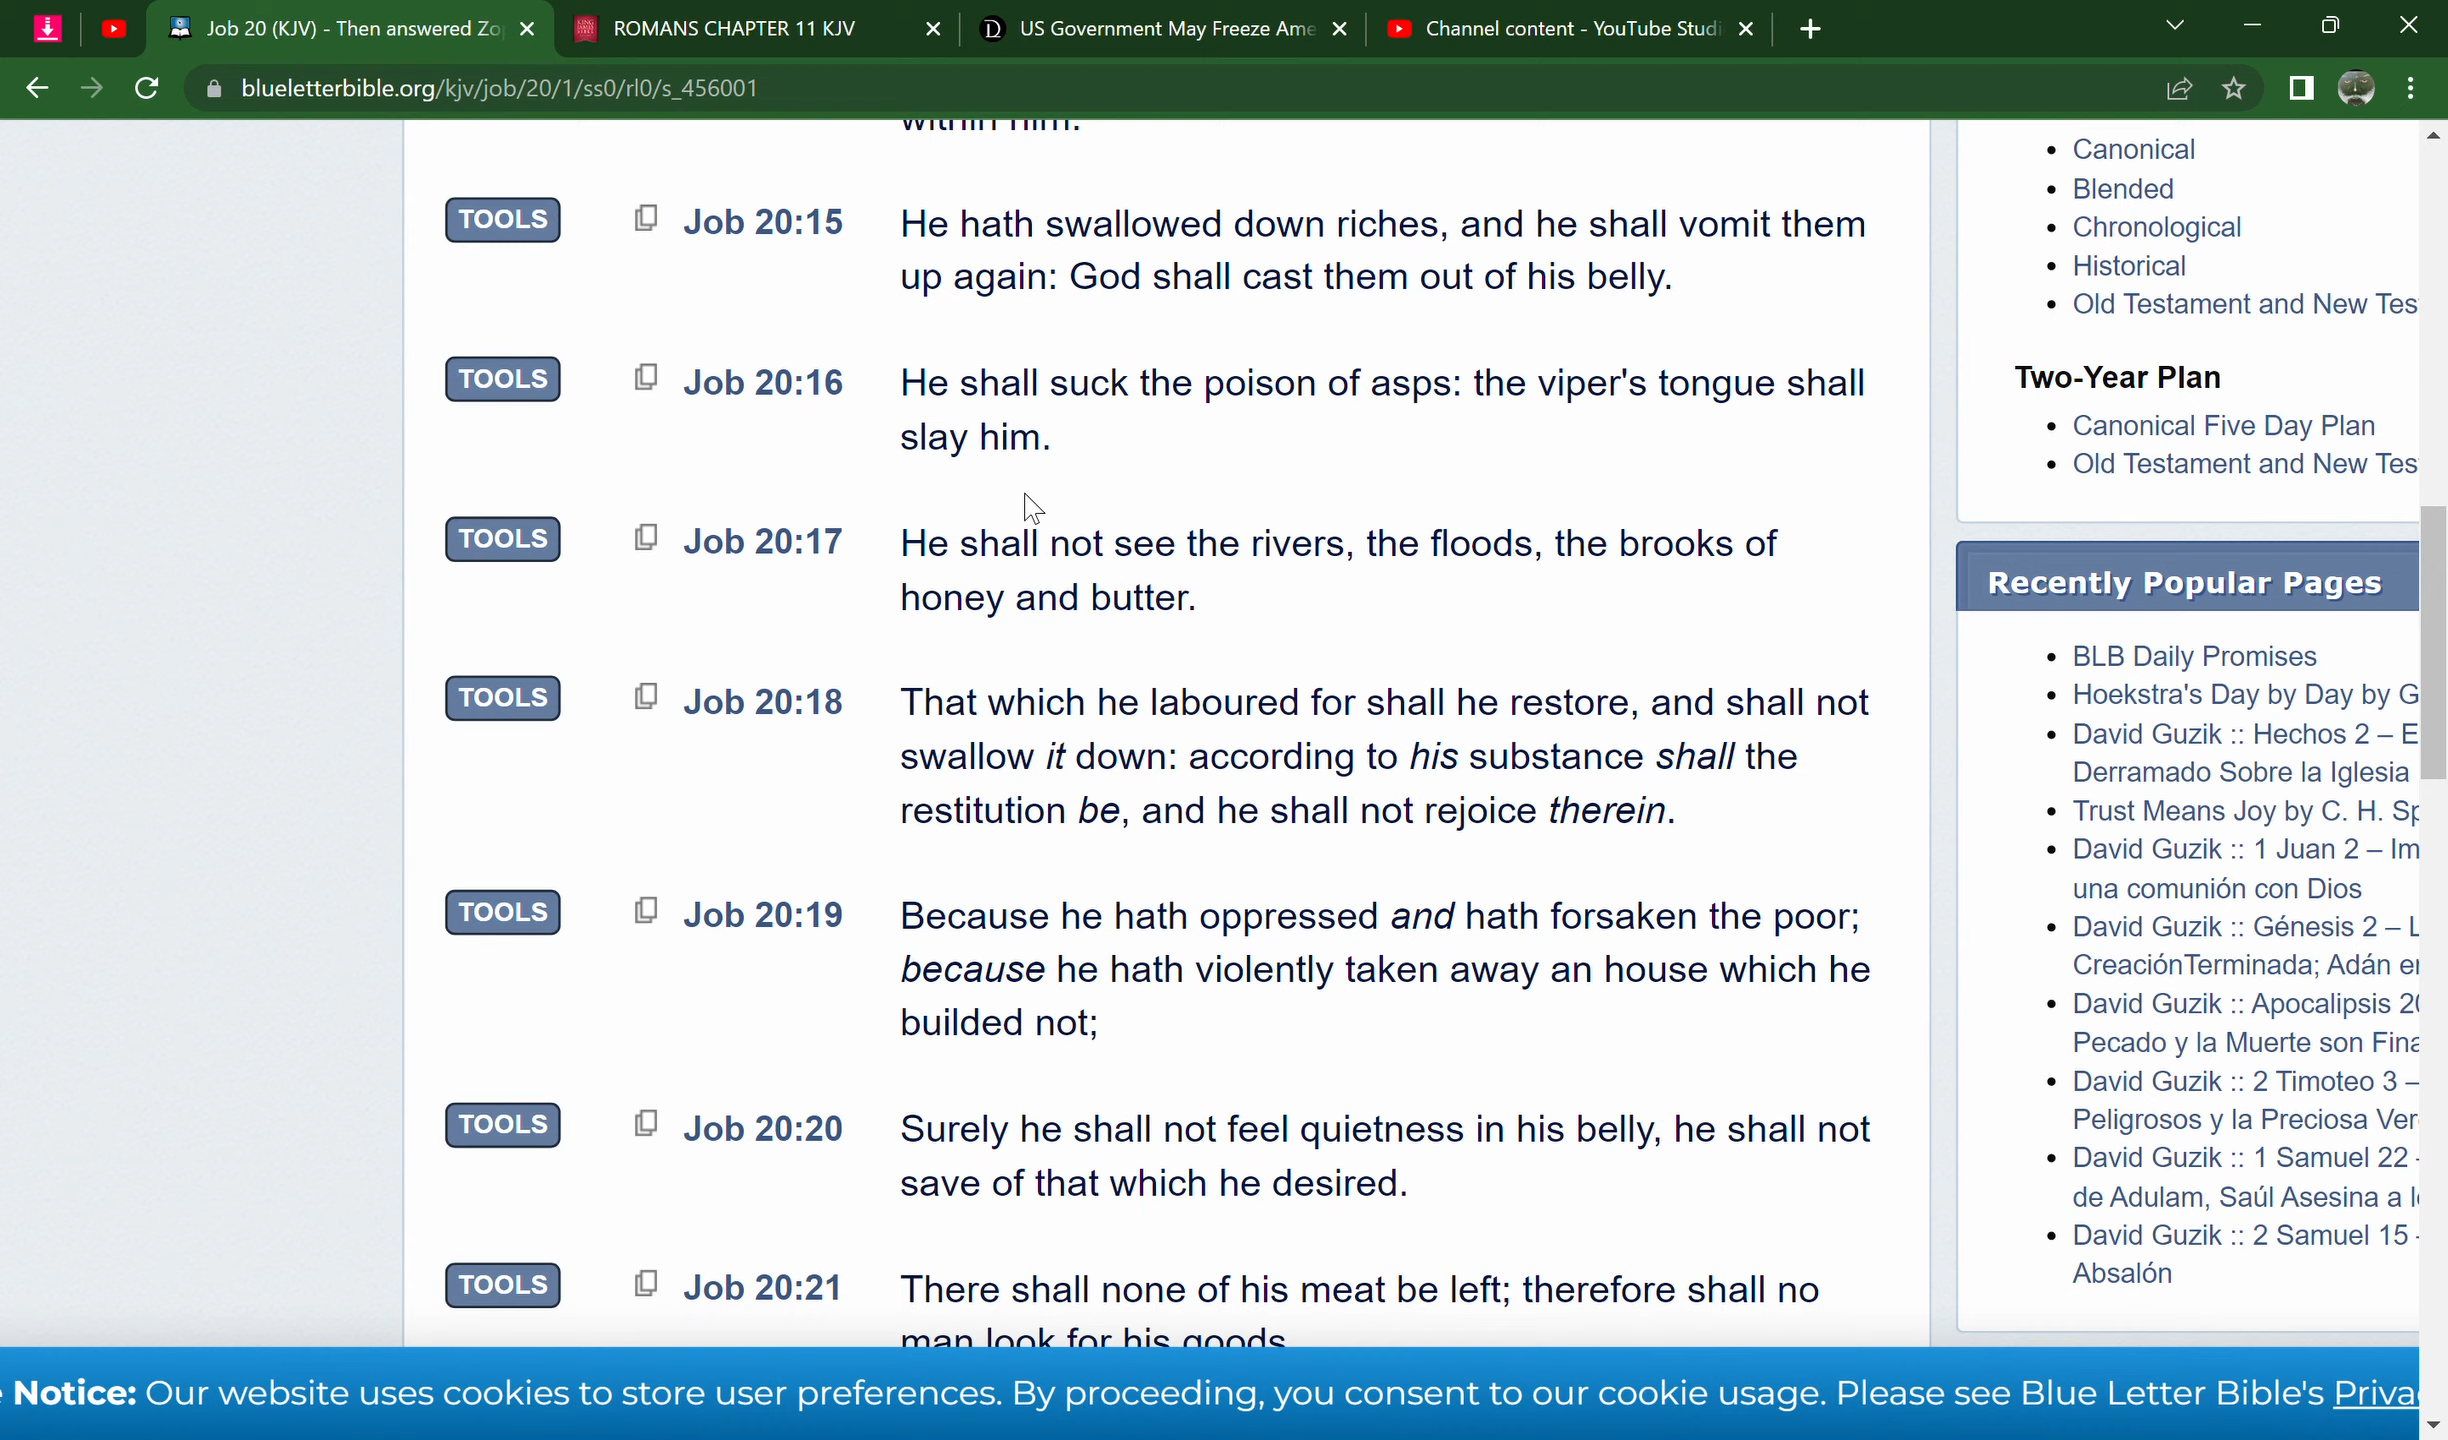 Job 20 (KJV) - Then answered Zop
ROMANS CHAPTER 11 KJV
US Government May Freeze Ame
Channel content - YouTube Studi
blueletterbible.org/kjv/job/20/1/ss0/rl0/s_456001
within him.
TOOLS Job 20:15 He hath swallowed down riches, and he shall vomit them
up again: God shall cast them out of his belly.
TOOLS Job 20:16 He shall suck the poison of asps: the viper's tongue shall
slay him.
TOOLS Job 20:17 He shall not see the rivers, the floods, the brooks of
honey and butter.
TOOLS Job 20:18 That which he laboured for shall he restore, and shall not
swallow it down: according to his substance shall the
restitution be, and he shall not rejoice therein.
TOOLS Job 20:19 Because he hath oppressed and hath forsaken the poor;
because he hath violently taken away an house which he
builded not;
TOOLS Job 20:20 Surely he shall not feel quietness in his belly, he shall not
save of that which he desired.
TOOLS Job 20:21 There shall none of his meat be left; therefore shall no
man look for his goods.
Canonical
Blended
Chronological
Historical
Old Testament and New Tes
Two-Year Plan
Canonical Five Day Plan
Old Testament and New Tes
Recently Popular Pages
BLB Daily Promises
Hoekstra's Day by Day by G
David Guzik :: Hechos 2 – E
Derramado Sobre la Iglesia
Trust Means Joy by C. H. Sp
David Guzik :: 1 Juan 2 – Im
una comunión con Dios
David Guzik :: Génesis 2 – L
CreaciónTerminada; Adán en
David Guzik :: Apocalipsis 20
Pecado y la Muerte son Fina
David Guzik :: 2 Timoteo 3 –
Peligrosos y la Preciosa Ver
David Guzik :: 1 Samuel 22 -
de Adulam, Saúl Asesina a l
David Guzik :: 2 Samuel 15 -
Absalón
Notice: Our website uses cookies to store user preferences. By proceeding, you consent to our cookie usage. Please see Blue Letter Bible's Priva